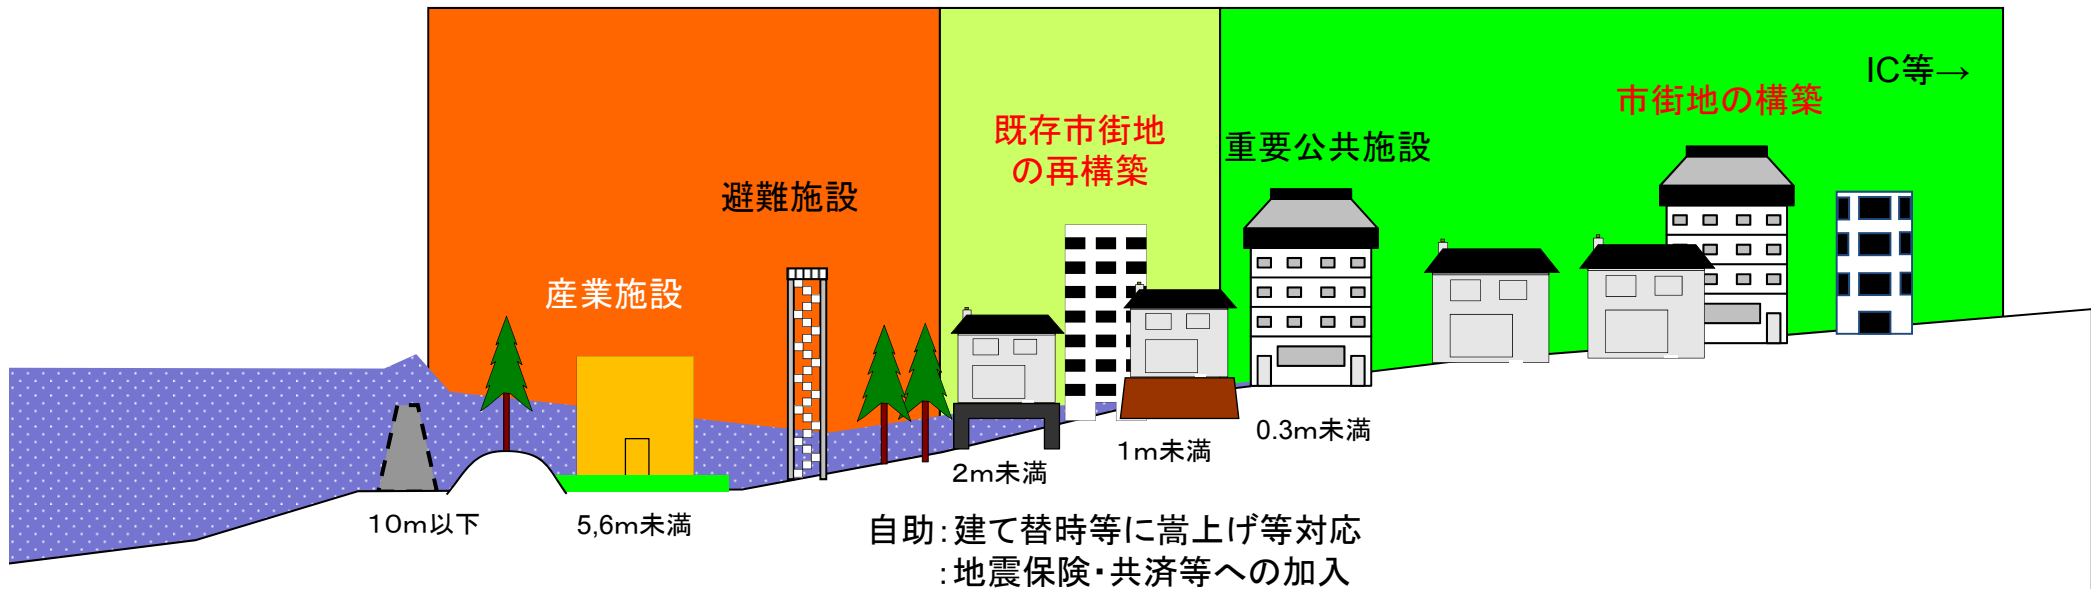 IC等→
市街地の構築
既存市街地
の再構築
重要公共施設
避難施設
産業施設
10m以下
5,6m未満
2m未満
1m未満
0.3m未満
自助：建て替時等に嵩上げ等対応
：地震保険・共済等への加入